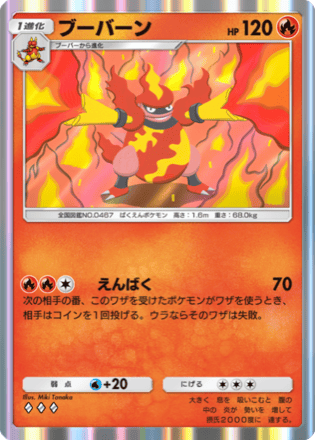 1進化 ブーバーン HP120
ブーバーから進化
全国図鑑NO.0467 ばくえんポケモン 高さ:1.6m 重さ:68.0kg
えんばく 70
次の相手の番、このワザを受けたポケモンがワザを使うとき、
相手はコインを1回投げる。ウラならそのワザは失敗。
弱点 +20 にげる
Illus. Miki Tanaka
大きく 息を 吸いこむと 腹の
中の 炎が 勢いを 増して
摂氏2000度に 達する。